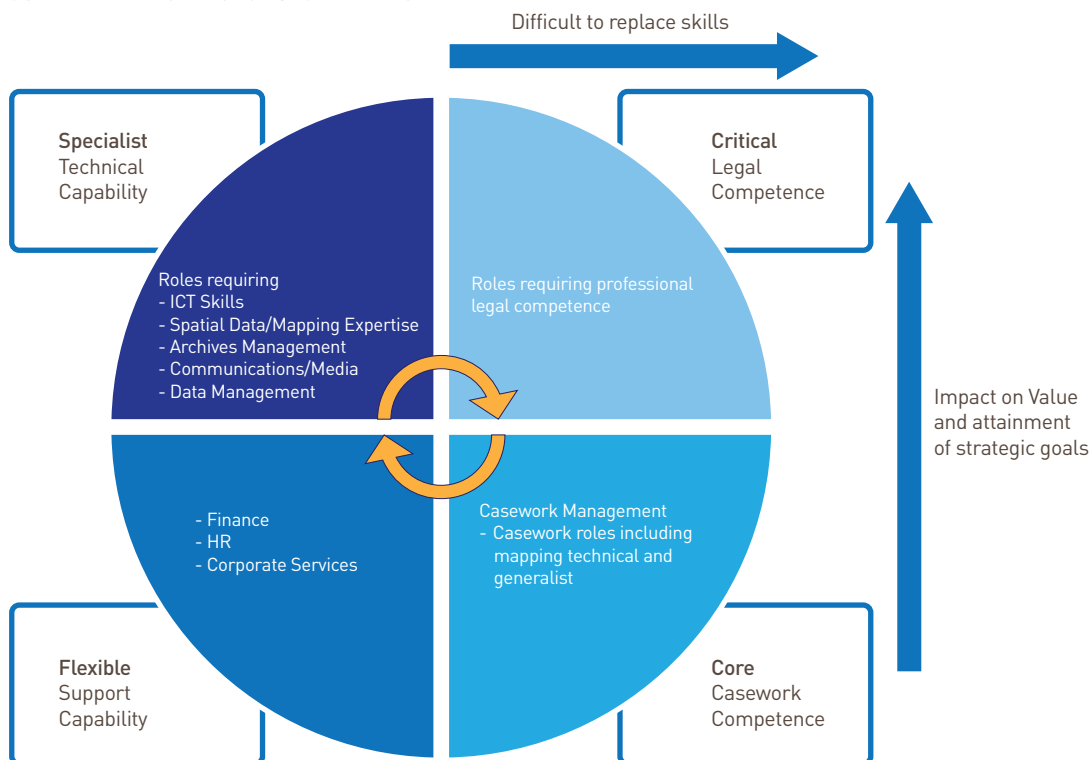 Difficult to replace skills
Specialist
Technical
Capability
Critical
Legal
Competence
Roles requiring
- ICT Skills
- Spatial Data/Mapping Expertise
- Archives Management
- Communications/Media
- Data Management
Roles requiring professional
legal competence
Impact on Value
and attainment
of strategic goals
- Finance
- HR
- Corporate Services
Casework Management
- Casework roles including
mapping technical and
generalist
Flexible
Support
Capability
Core
Casework
Competence